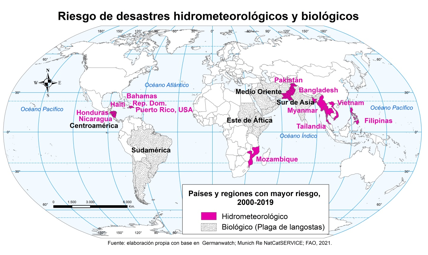 Riesgo de desastres hidrometeorológicos y biológicos
Océano Atlántico
Océano Pacífico
Océano Pacífico
Océano Índico
Pakistán
Medio Oriente
Bangladesh
Sur de Asia
Bahamas
Haití
Rep. Dom.
Puerto Rico, USA
Honduras
Nicaragua
Centroamérica
Myanmar
Vietnam
Tailandia
Filipinas
Este de África
Sudamérica
Mozambique
Países y regiones con mayor riesgo,
2000-2019
Hidrometeorológico
Biológico (Plaga de langostas)
Fuente: elaboración propia con base en Germanwatch; Munich Re NatCatSERVICE; FAO, 2021.